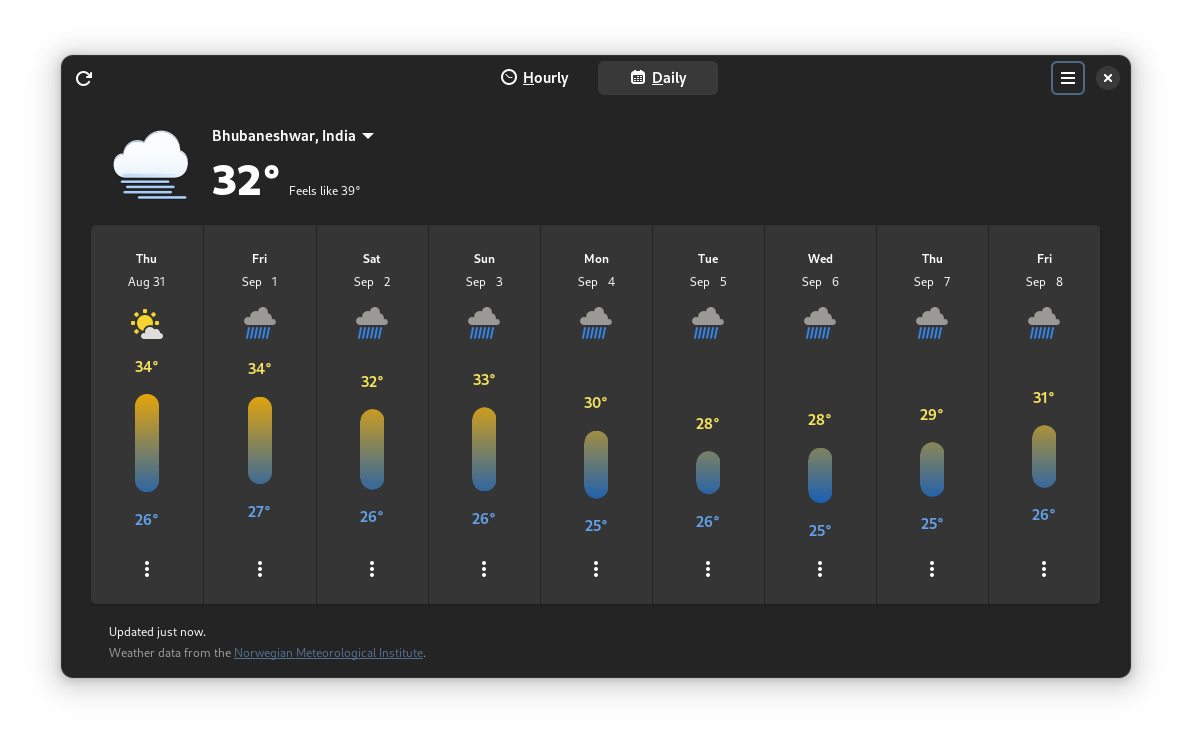 Hourly Daily
Bhubaneshwar, India
32° Feels like 39°
Thu Fri Sat Sun Mon Tue Wed Thu Fri
Aug 31 Sep 1 Sep 2 Sep 3 Sep 4 Sep 5 Sep 6 Sep 7 Sep 8
34° 34° 32° 33° 30° 28° 28° 29° 31°
26° 27° 26° 26° 25° 26° 25° 25° 26°
Updated just now.
Weather data from the Norwegian Meteorological Institute.